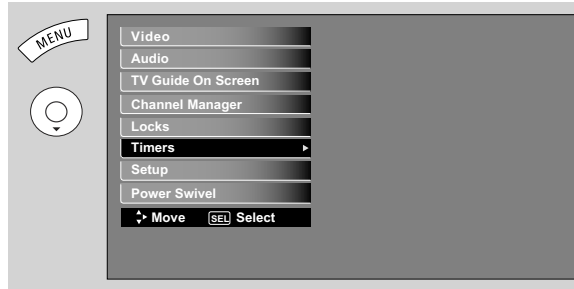 MENU
Video
Audio
TV Guide On Screen
Channel Manager
Locks
Timers
Setup
Power Swivel
Move SEL Select